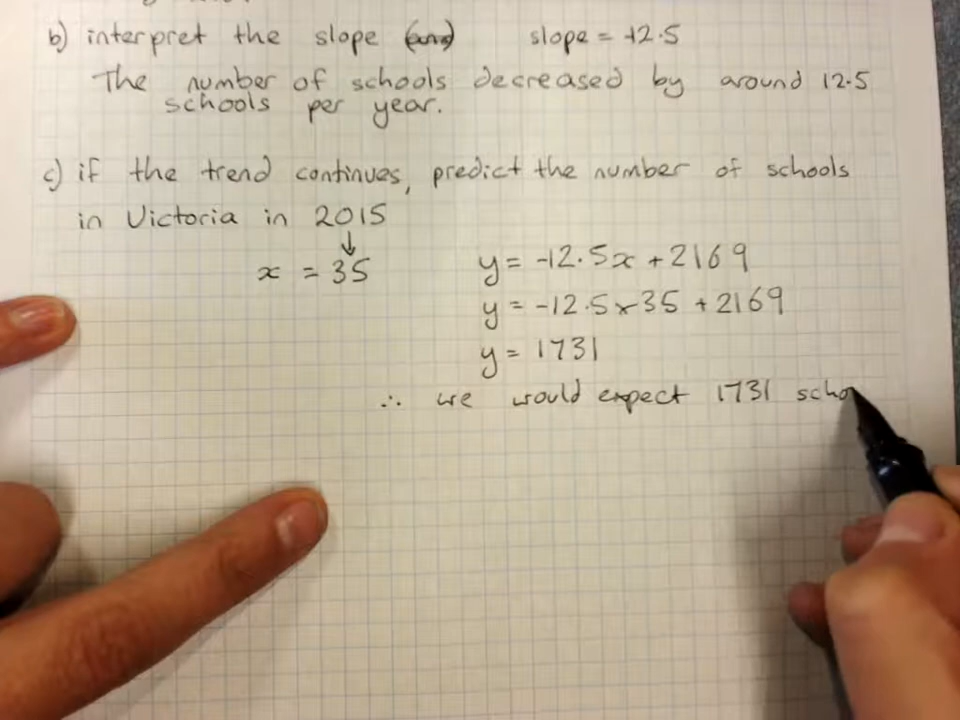 b) interpret the slope slope = -12.5
The number of schools decreased by around 12.5
schools per year.
c) if the trend continues, predict the number of schools
in Victoria in 2015
x = 35
y = -12.5x + 2169
y = -12.5 x 35 + 2169
y = 1731
∴ we would expect 1731 scho